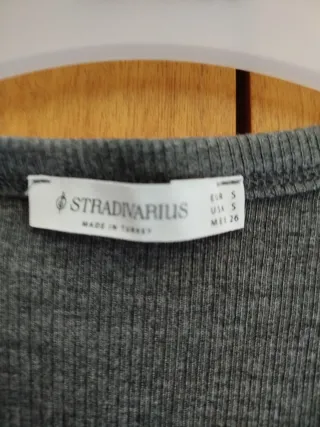 STRADIVARIUS
MADE IN TURKEY
EUR S
USA S
MEX 26